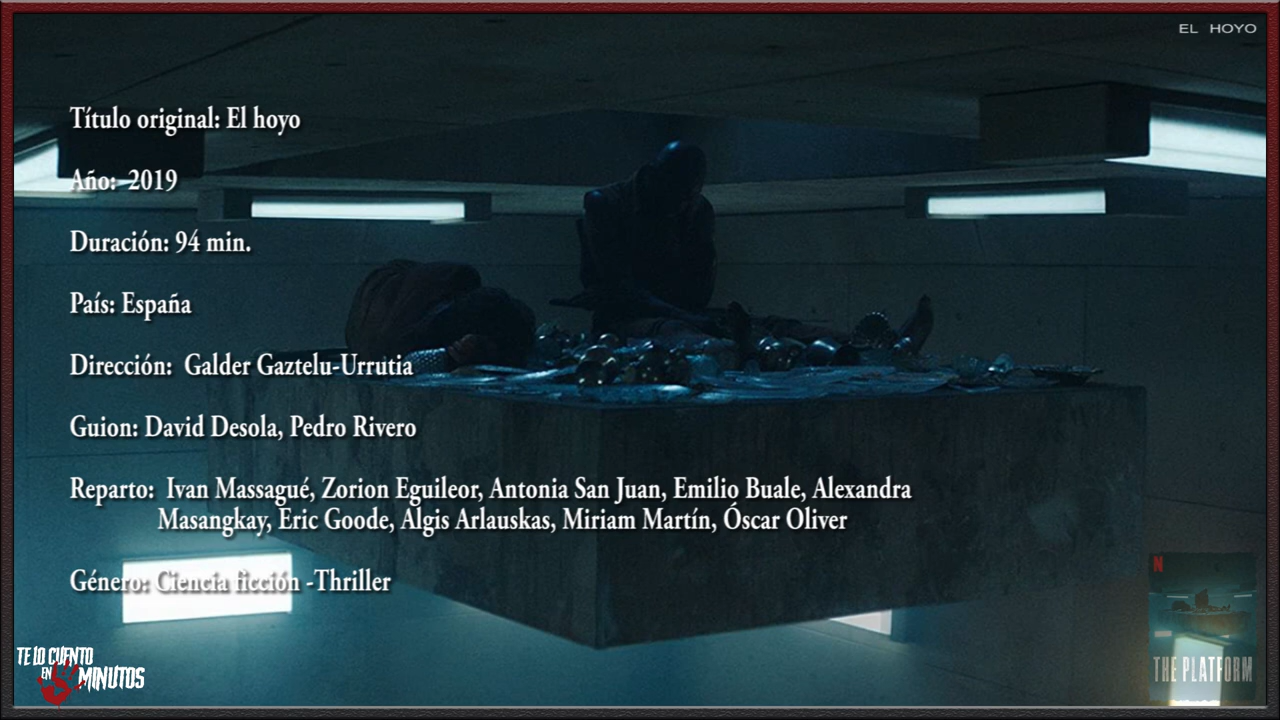 EL HOYO
Título original: El hoyo
Año: 2019
Duración: 94 min.
País: España
Dirección: Galder Gaztelu-Urrutia
Guion: David Desola, Pedro Rivero
Reparto: Ivan Massagué, Zorion Eguileor, Antonia San Juan, Emilio Buale, Alexandra
Masangkay, Eric Goode, Algis Arlauskas, Miriam Martín, Óscar Oliver
Género: Ciencia ficción -Thriller
TE LO CUENTO
EN 5 MINUTOS
N
THE PLATFORM